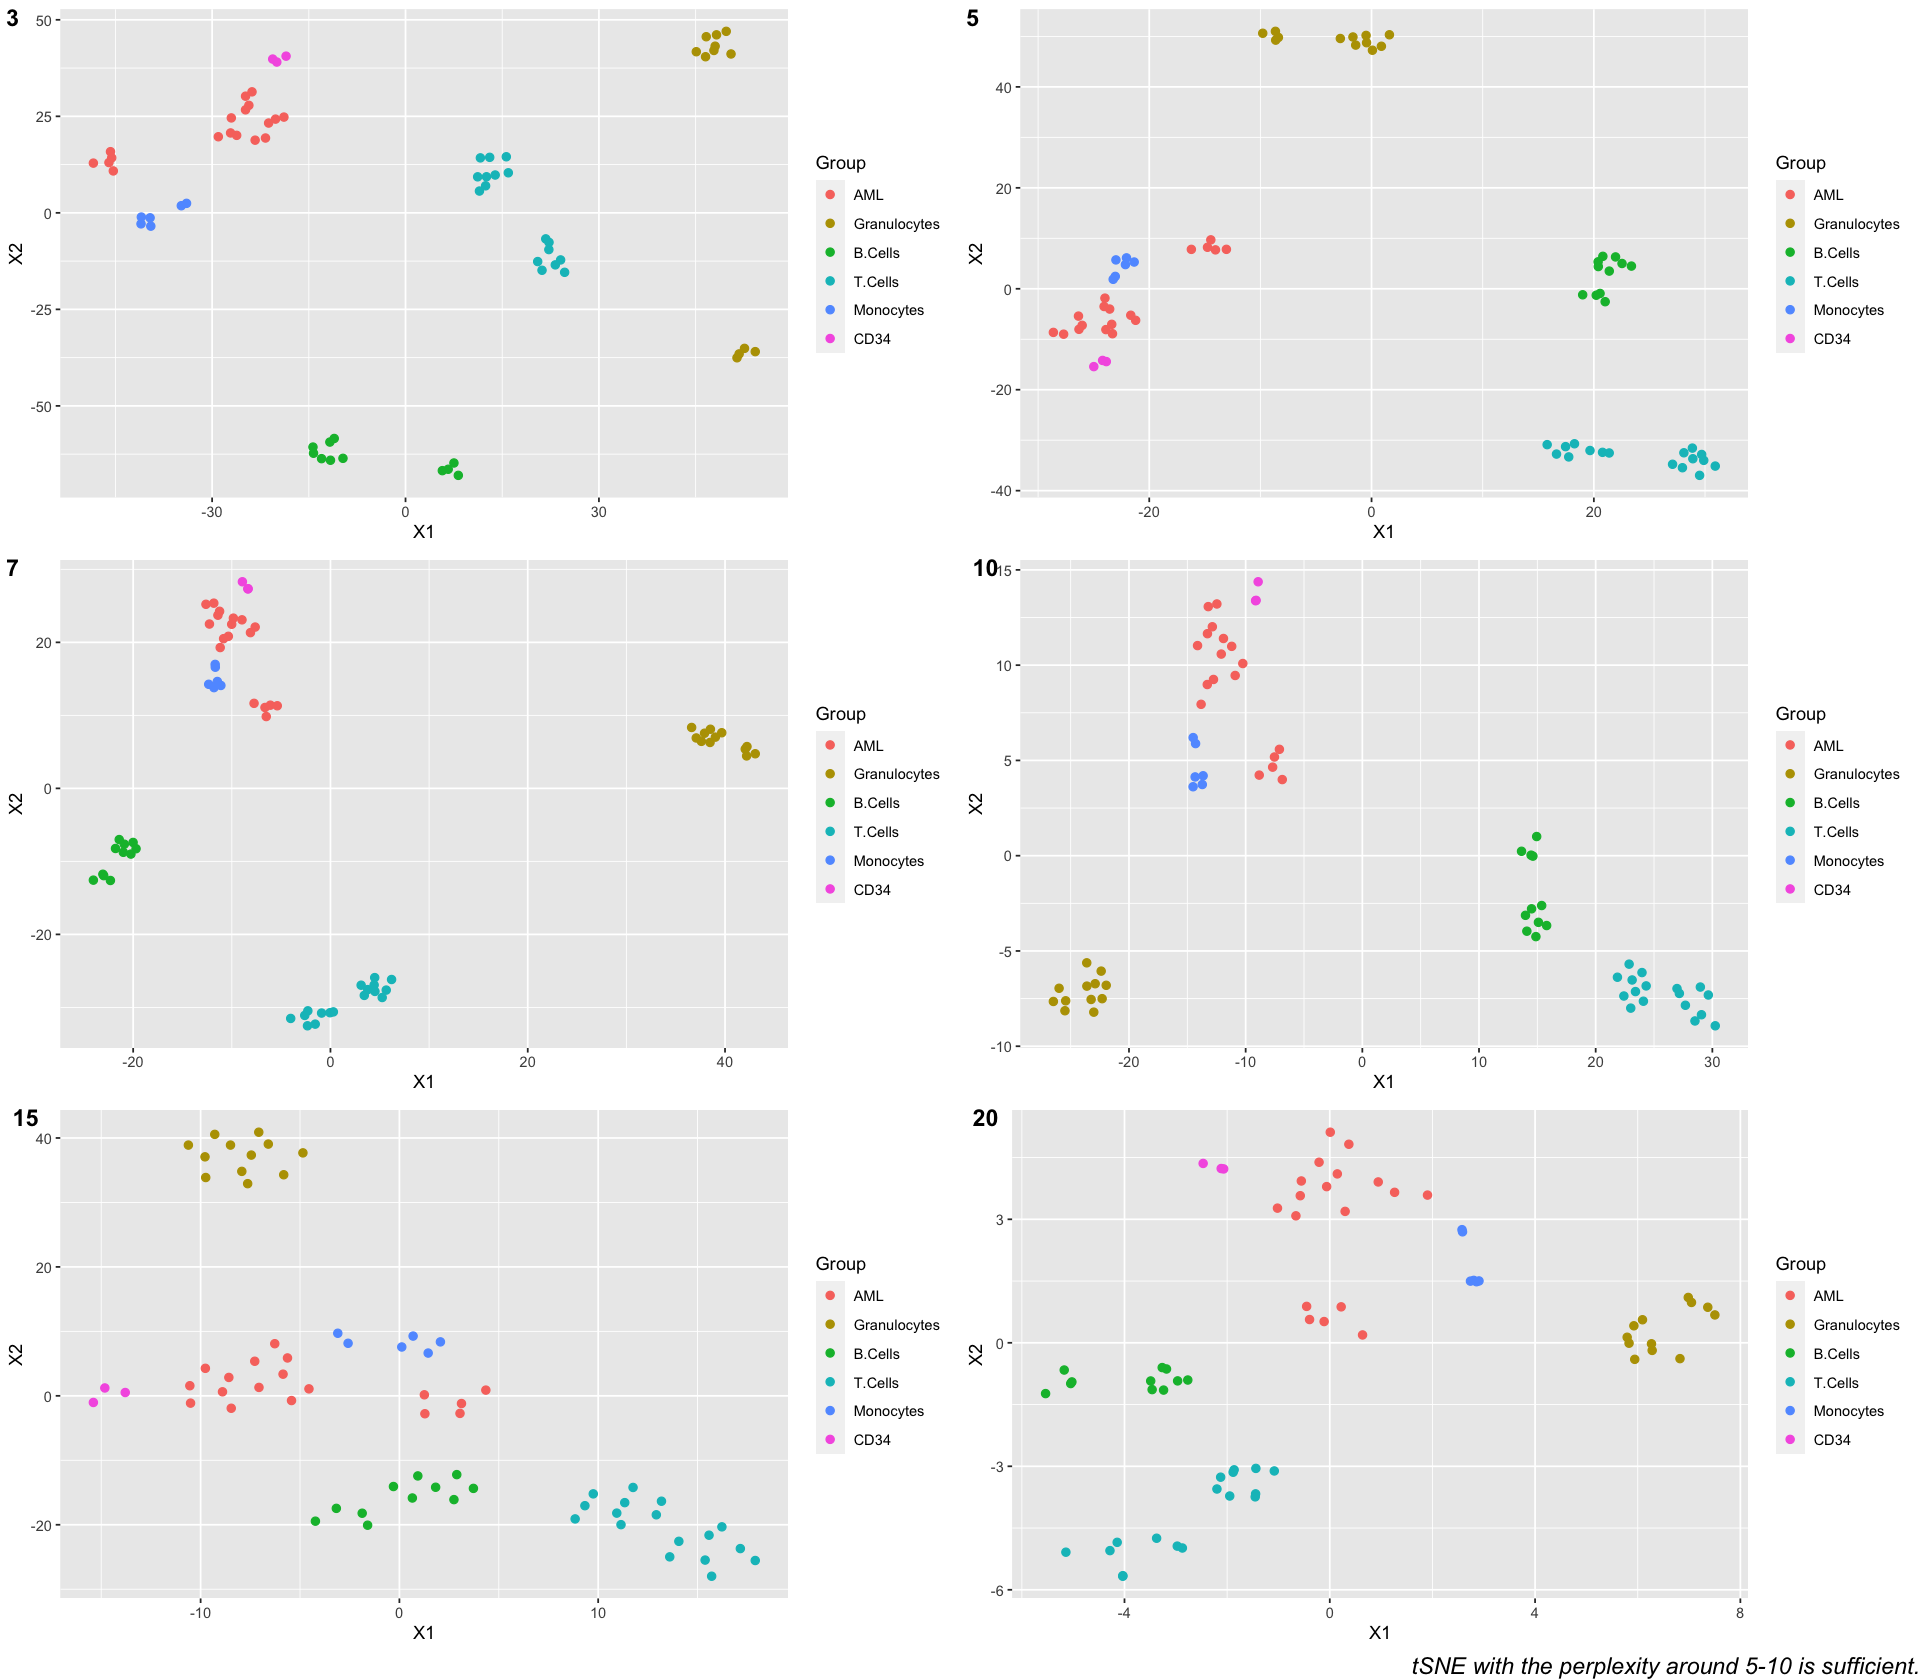 3
50
25
0
-25
-50
X2
-30
0
30
X1
Group
AML
Granulocytes
B.Cells
T.Cells
Monocytes
CD34
5
40
20
0
-20
-40
X2
-20
0
20
X1
Group
AML
Granulocytes
B.Cells
T.Cells
Monocytes
CD34
7
20
0
-20
X2
-20
0
20
40
X1
Group
AML
Granulocytes
B.Cells
T.Cells
Monocytes
CD34
10
15
10
5
0
-5
-10
X2
-20
-10
0
10
20
30
X1
Group
AML
Granulocytes
B.Cells
T.Cells
Monocytes
CD34
15
40
20
0
-20
X2
-10
0
10
X1
Group
AML
Granulocytes
B.Cells
T.Cells
Monocytes
CD34
20
3
0
-3
-6
X2
-4
0
4
8
X1
Group
AML
Granulocytes
B.Cells
T.Cells
Monocytes
CD34
tSNE with the perplexity around 5-10 is sufficient.